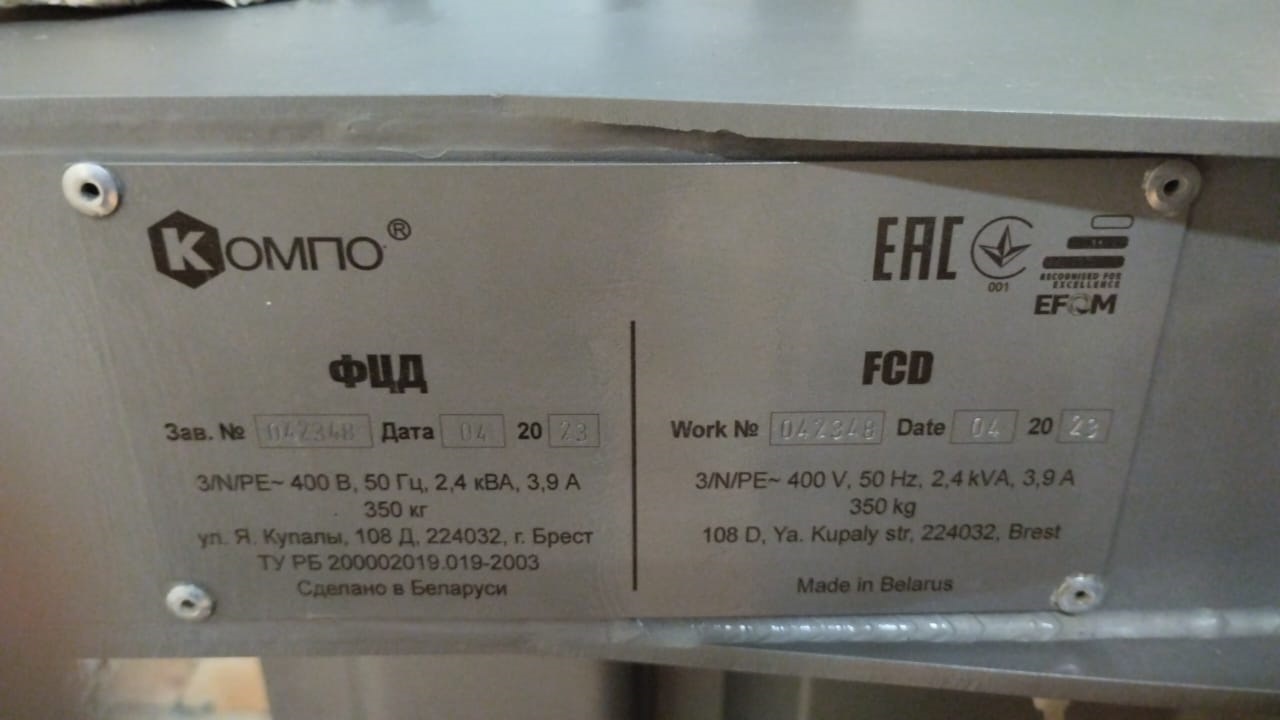 КОМПО®
ФЦД
Зав. № 042348 Дата 04 20 23
3/N/PE~ 400 В, 50 Гц, 2,4 кВА, 3,9 А
350 кг
ул. Я. Купалы, 108 Д, 224032, г. Брест
ТУ РБ 200002019.019-2003
Сделано в Беларуси
EAC
001
RECOGNISED FOR
EXCELLENCE
EFQM
FCD
Work № 042348 Date 04 20 23
3/N/PE~ 400 V, 50 Hz, 2,4 kVA, 3,9 A
350 kg
108 D, Ya. Kupaly str, 224032, Brest
Made in Belarus